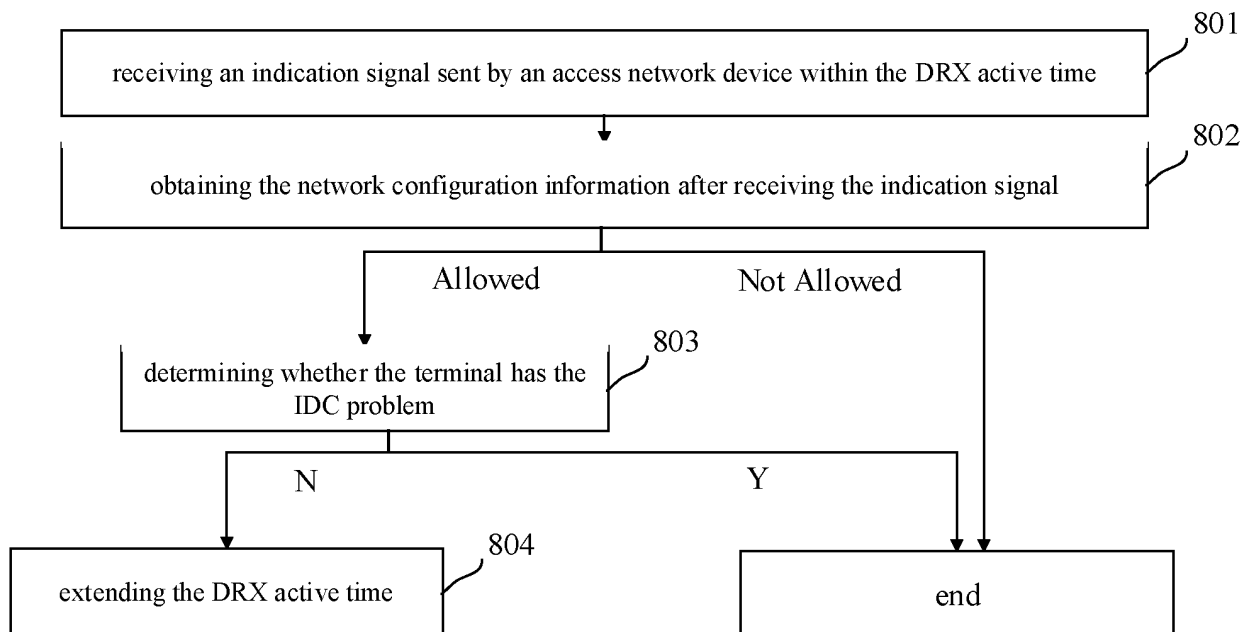 801
receiving an indication signal sent by an access network device within the DRX active time
802
obtaining the network configuration information after receiving the indication signal
Allowed
Not Allowed
803
determining whether the terminal has the
IDC problem
N
Y
804
extending the DRX active time
end